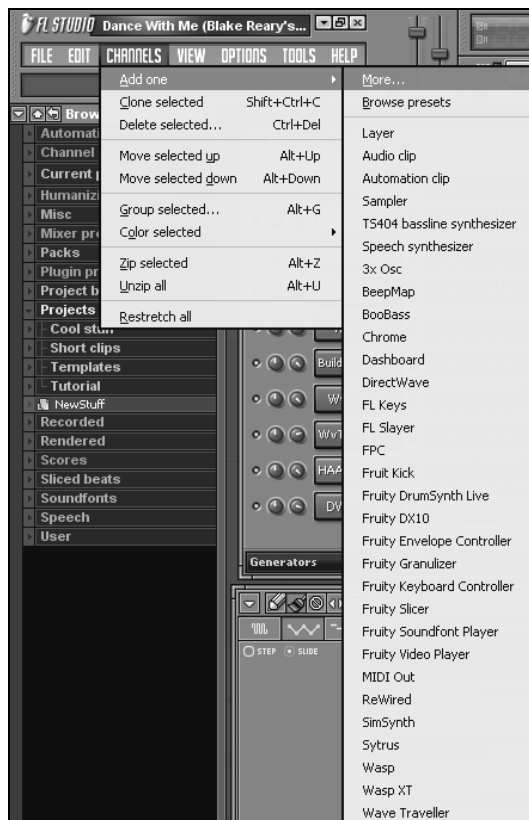 FL STUDIO Dance With Me (Blake Reary's...
FILE EDIT CHANNELS VIEW OPTIONS TOOLS HELP
Add one
Clone selected Shift+Ctrl+C
Delete selected... Ctrl+Del
Move selected up Alt+Up
Move selected down Alt+Down
Group selected... Alt+G
Color selected
Zip selected Alt+Z
Unzip all Alt+U
Restretch all
More...
Browse presets
Layer
Audio clip
Automation clip
Sampler
TS404 bassline synthesizer
Speech synthesizer
3x Osc
BeepMap
BooBass
Chrome
Dashboard
DirectWave
FL Keys
FL Slayer
FPC
Fruit Kick
Fruity DrumSynth Live
Fruity DX10
Fruity Envelope Controller
Fruity Granulizer
Fruity Keyboard Controller
Fruity Slicer
Fruity Soundfont Player
Fruity Video Player
MIDI Out
ReWired
SimSynth
Sytrus
Wasp
Wasp XT
Wave Traveller
Brow
Automati
Channel
Current
Humanizi
Misc
Mixer pre
Packs
Plugin pr
Project b
Projects
Cool stuff
Short clips
Templates
Tutorial
NewStuff
Recorded
Rendered
Scores
Sliced beats
Soundfonts
Speech
User
Build
WvT
HAA
DV
Generators
STEP SLIDE